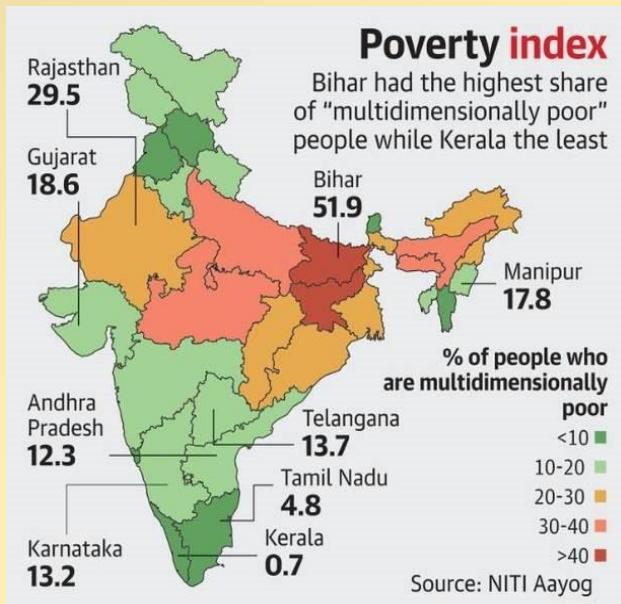 Poverty index
Bihar had the highest share
of “multidimensionally poor”
people while Kerala the least
Rajasthan
29.5
Gujarat
18.6
Bihar
51.9
Manipur
17.8
Andhra
Pradesh
12.3
Telangana
13.7
Tamil Nadu
4.8
Karnataka
13.2
Kerala
0.7
% of people who
are multidimensionally
poor
<10
10-20
20-30
30-40
>40
Source: NITI Aayog